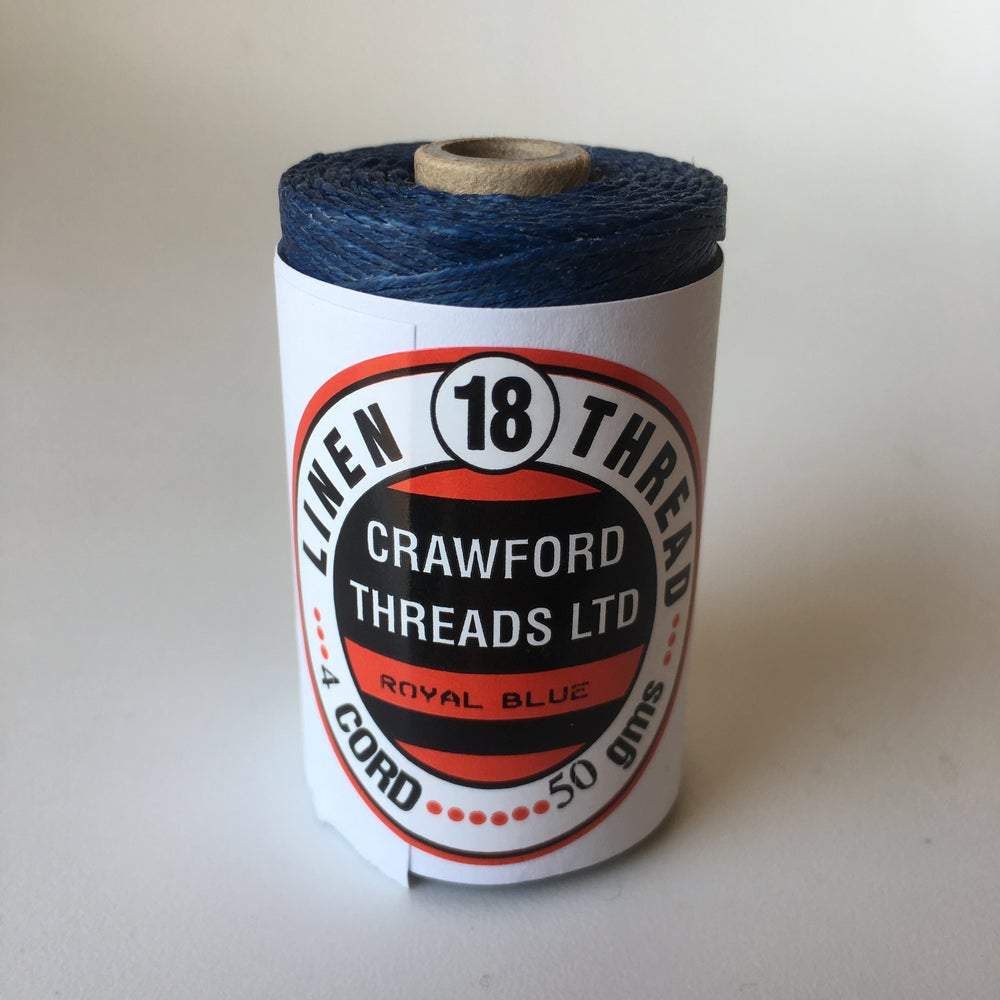 LINEN 18 THREAD
CRAWFORD
THREADS LTD
ROYAL BLUE
4 CORD 50 gms